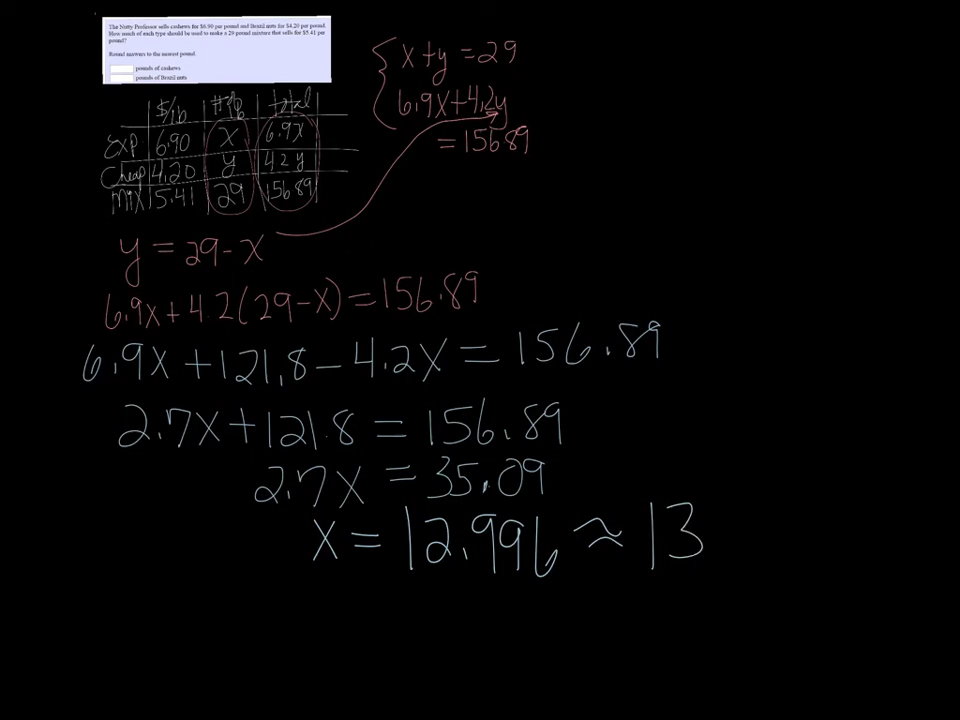 The Nutty Professor sells cashews for $6.90 per pound and Brazil nuts for $4.20 per pound.
How much of each type should be used to make a 29 pound mixture that sells for $5.41 per
pound?
Round answers to the nearest pound.
pounds of cashews
pounds of Brazil nuts
$/lb #lb total
Exp 6.90 x 6.9x
Cheap 4.20 y 4.2 y
Mix 5.41 29 156.89
{ x + y = 29
6.9x + 4.2y
= 156.89
y = 29 - x
6.9x + 4.2(29 - x) = 156.89
6.9x + 121.8 - 4.2x = 156.89
2.7x + 121.8 = 156.89
2.7x = 35.09
x = 12.996 ≈ 13